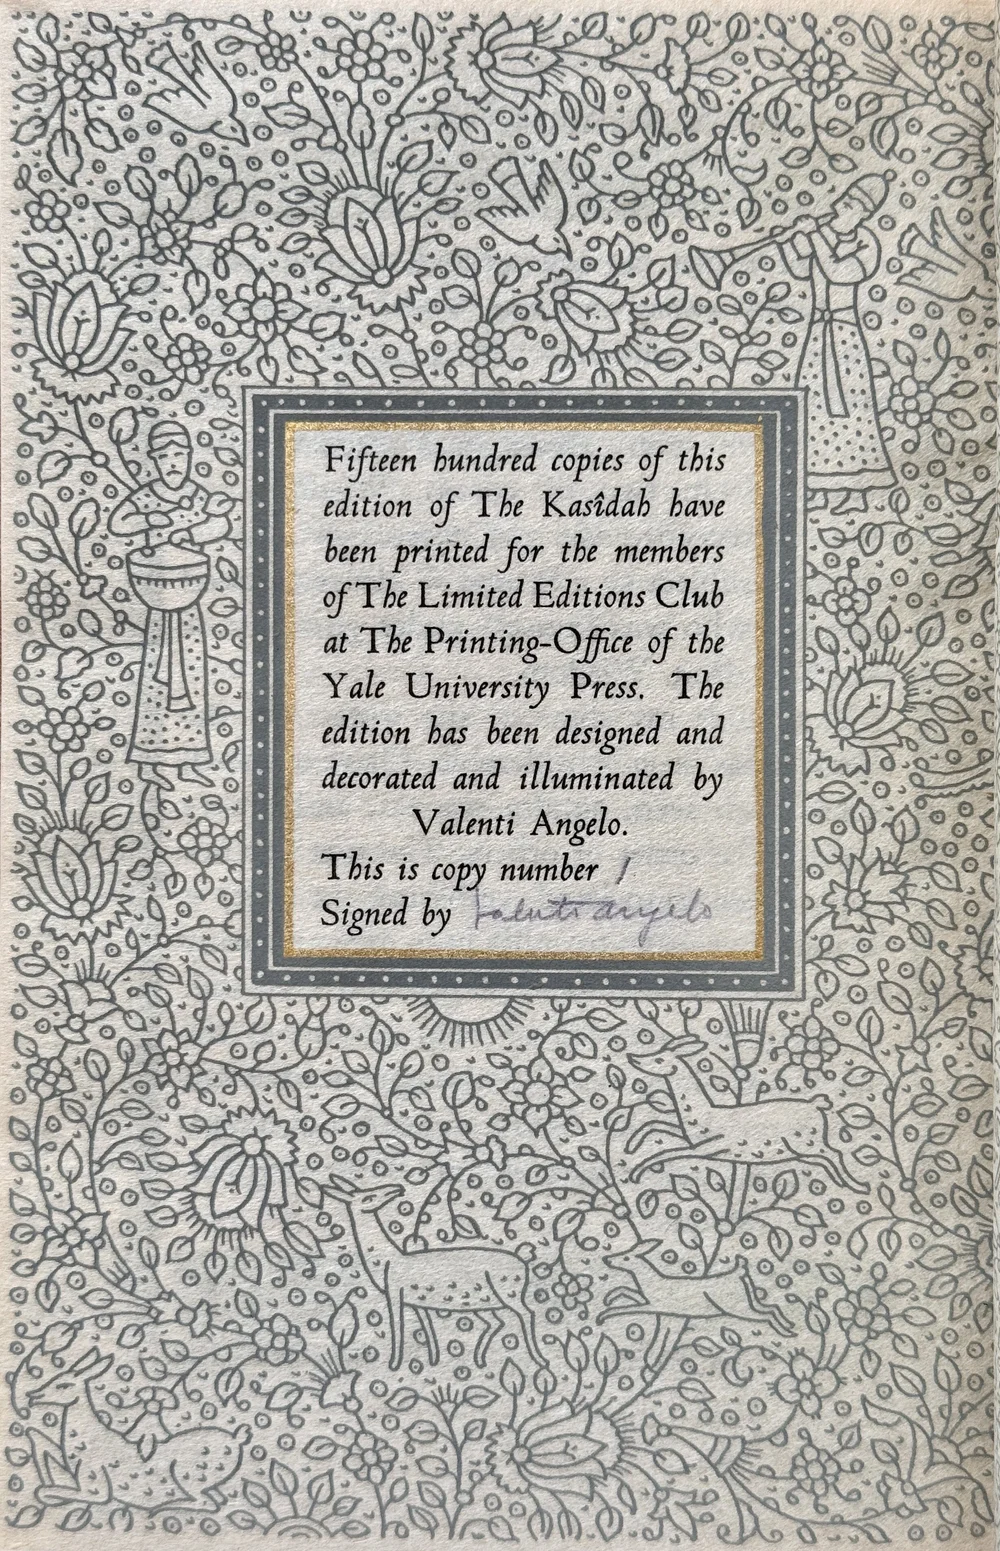 Fifteen hundred copies of this
edition of The Kasîdah have
been printed for the members
of The Limited Editions Club
at The Printing-Office of the
Yale University Press. The
edition has been designed and
decorated and illuminated by
Valenti Angelo.
This is copy number 1
Signed by Valenti Angelo